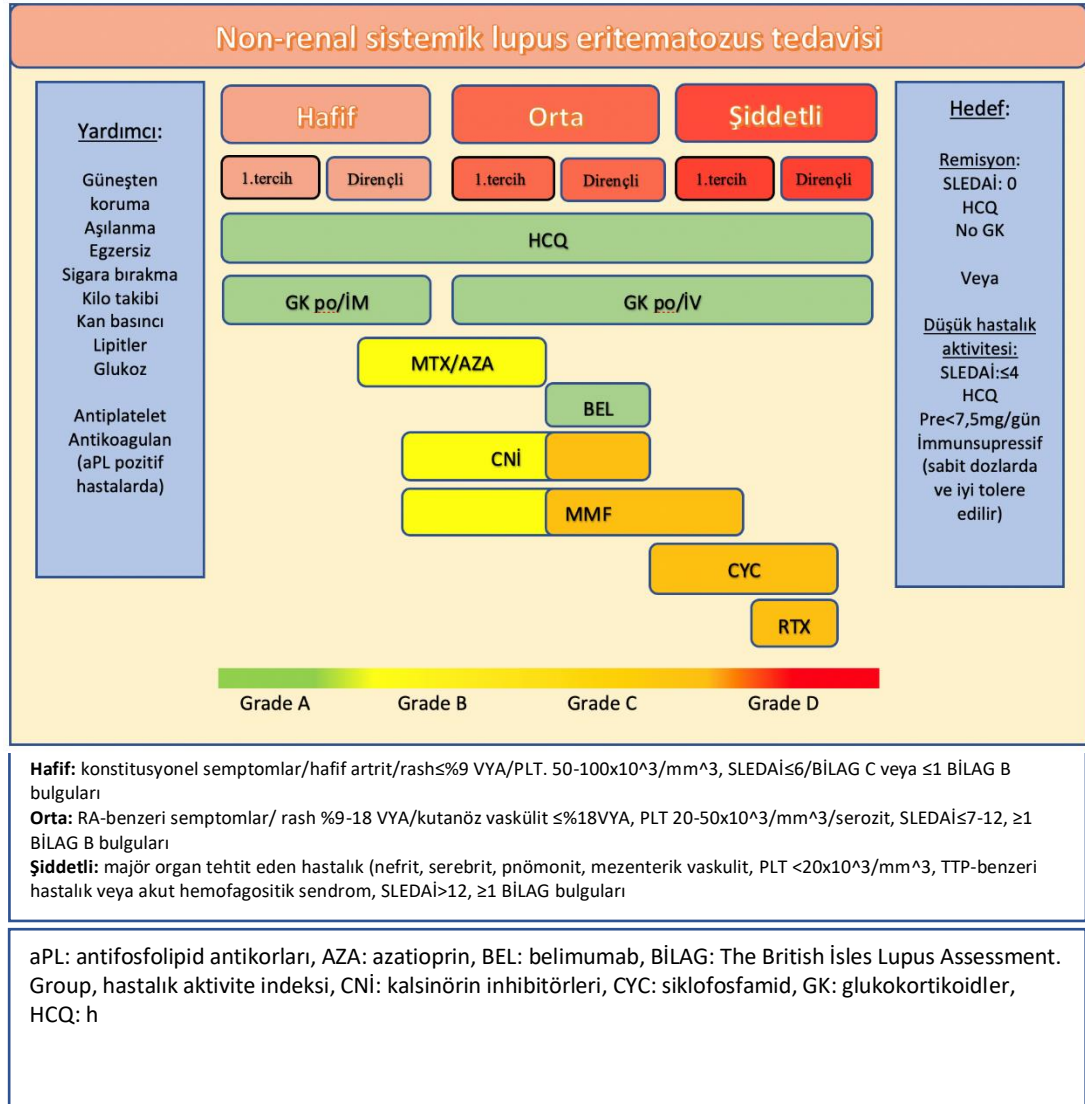 Non-renal sistemik lupus eritematozus tedavisi
Yardımcı:
Güneşten
koruma
Aşılanma
Egzersiz
Sigara bırakma
Kilo takibi
Kan basıncı
Lipitler
Glukoz
Antiplatelet
Antikoagulan
(aPL pozitif
hastalarda)
Hafif
Orta
Şiddetli
1.tercih
Dirençli
1.tercih
Dirençli
1.tercih
Dirençli
HCQ
GK po/İM
GK po/İV
MTX/AZA
BEL
CNİ
MMF
CYC
RTX
Grade A
Grade B
Grade C
Grade D
Hedef:
Remisyon:
SLEDAİ: 0
HCQ
No GK
Veya
Düşük hastalık
aktivitesi:
SLEDAİ:≤4
HCQ
Pre<7,5mg/gün
İmmunsupressif
(sabit dozlarda
ve iyi tolere
edilir)
Hafif: konstitusyonel semptomlar/hafif artrit/rash≤%9 VYA/PLT. 50-100x10^3/mm^3, SLEDAİ≤6/BİLAG C veya ≤1 BİLAG B
bulguları
Orta: RA-benzeri semptomlar/ rash %9-18 VYA/kutanöz vaskülit ≤%18VYA, PLT 20-50x10^3/mm^3/serozit, SLEDAİ≤7-12, ≥1
BİLAG B bulguları
Şiddetli: majör organ tehtit eden hastalık (nefrit, serebrit, pnömonit, mezenterik vaskulit, PLT <20x10^3/mm^3, TTP-benzeri
hastalık veya akut hemofagositik sendrom, SLEDAİ>12, ≥1 BİLAG bulguları
aPL: antifosfolipid antikorları, AZA: azatioprin, BEL: belimumab, BİLAG: The British İsles Lupus Assessment.
Group, hastalık aktivite indeksi, CNİ: kalsinörin inhibitörleri, CYC: siklofosfamid, GK: glukokortikoidler,
HCQ: h